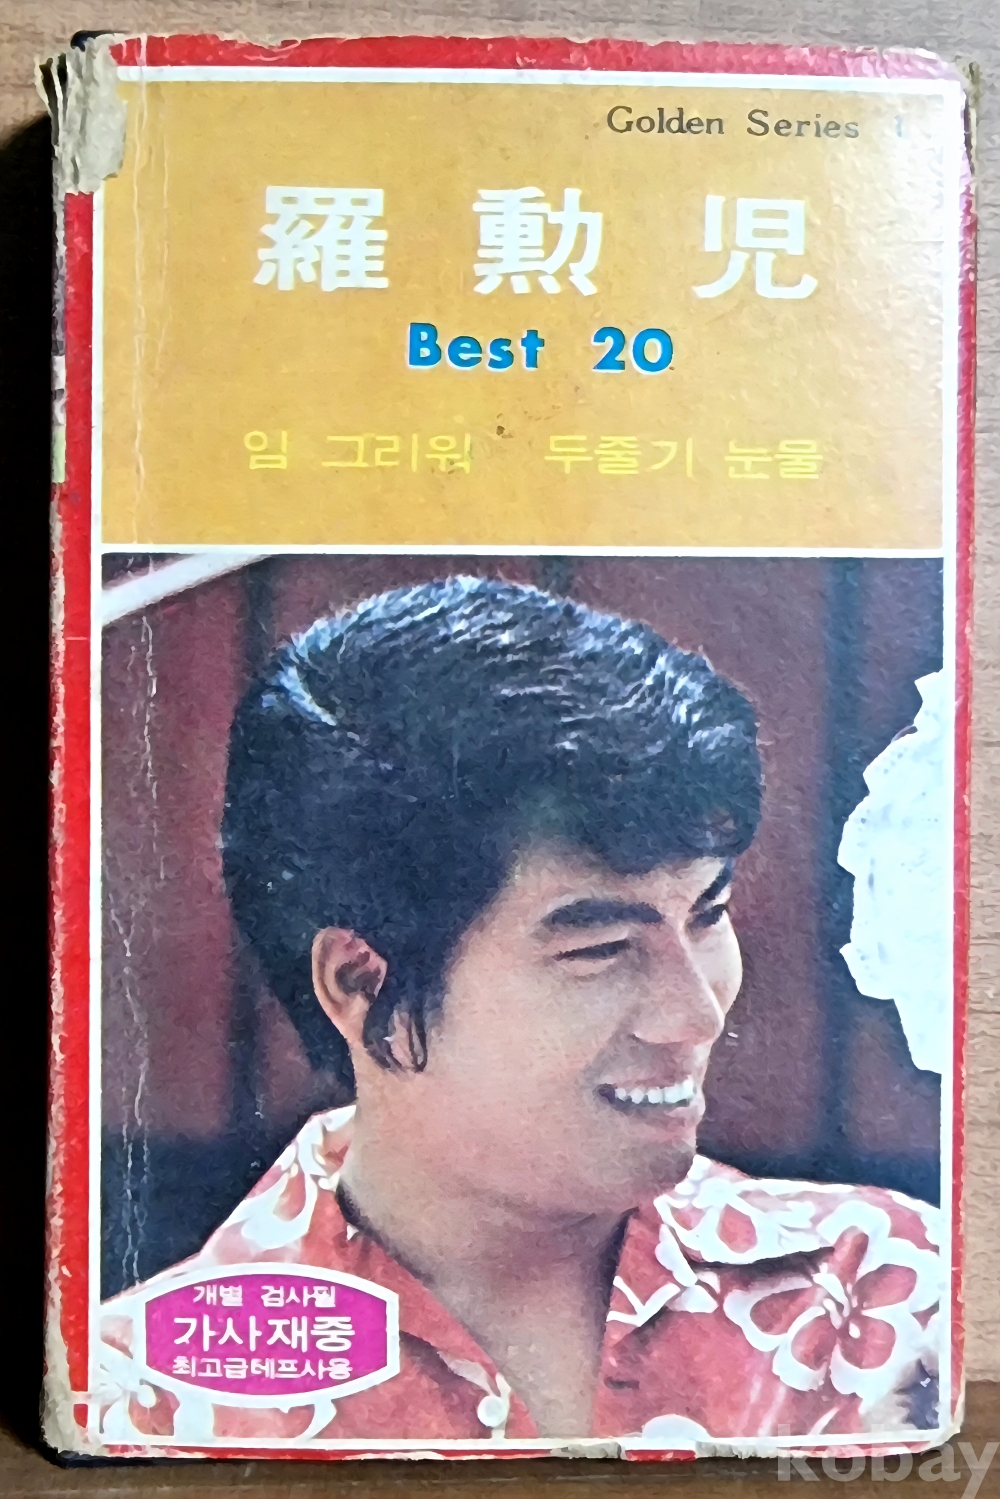 Golden Series 1
羅勲児
Best 20
임 그리워 두줄기 눈물
개별 검사필
가사재중
최고급테프사용
kobay